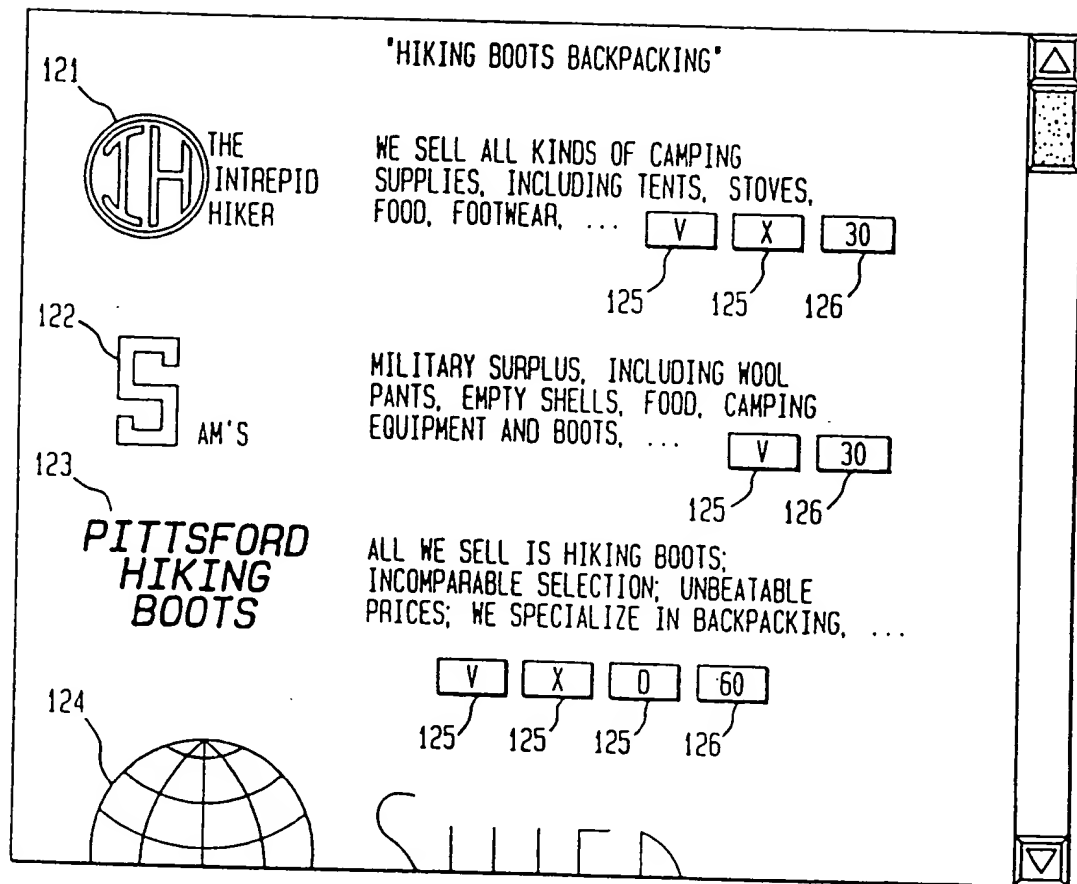 "HIKING BOOTS BACKPACKING"
121
IH
THE
INTREPID
HIKER
WE SELL ALL KINDS OF CAMPING
SUPPLIES, INCLUDING TENTS, STOVES,
FOOD, FOOTWEAR, ...
V X 30
125 125 126
122
S AM'S
MILITARY SURPLUS, INCLUDING WOOL
PANTS, EMPTY SHELLS, FOOD, CAMPING
EQUIPMENT AND BOOTS, ...
V 30
125 126
123
PITTSFORD
HIKING
BOOTS
ALL WE SELL IS HIKING BOOTS;
INCOMPARABLE SELECTION; UNBEATABLE
PRICES; WE SPECIALIZE IN BACKPACKING, ...
V X D 60
125 125 125 126
124